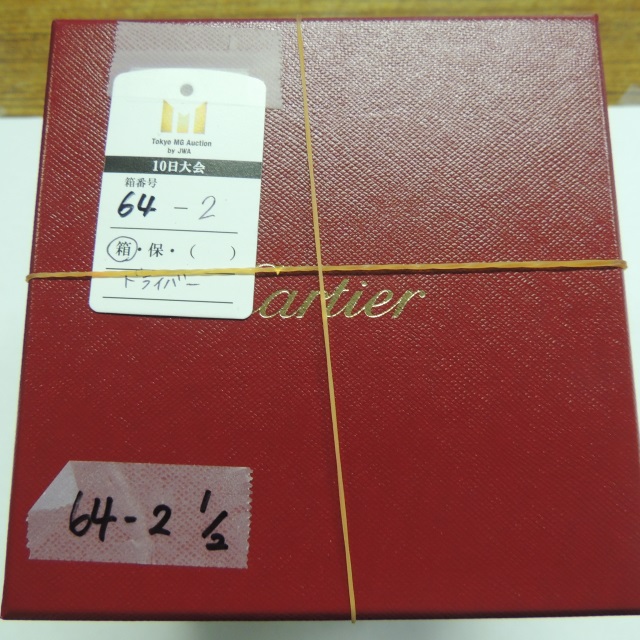 Tokyo MG Auction
by JWA
10日大会
箱番号
64 - 2
箱・保・( )
ドライバー
Cartier
64-2 1/2